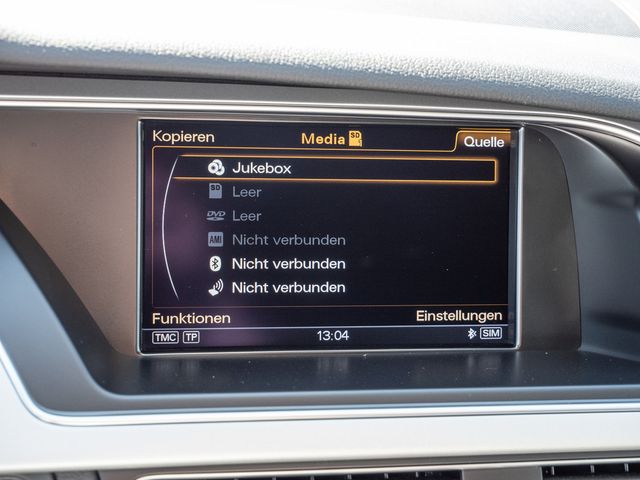 Kopieren Media SD 1 Quelle
Jukebox
SD Leer
DVD Leer
AMI Nicht verbunden
Nicht verbunden
Nicht verbunden
Funktionen Einstellungen
TMC TP 13:04 SIM